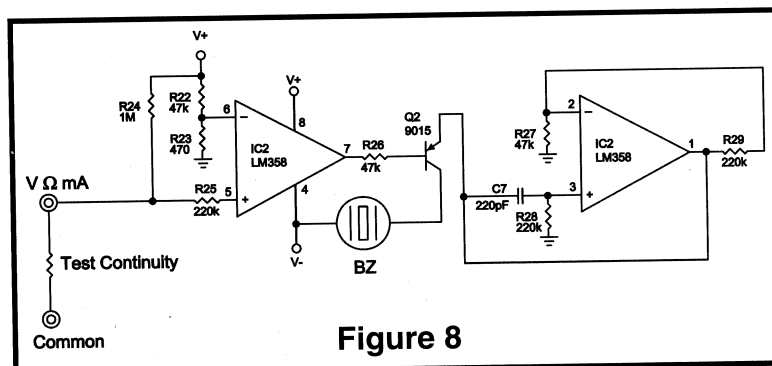 V+
R24
1M
R22
47k
6
−
V+
8
R23
470
IC2
LM358
7
R26
47k
Q2
9015
R25
220k
5
+
4
V-
BZ
V Ω mA
Test Continuity
Common
2
−
R27
47k
IC2
LM358
1
R29
220k
C7
220pF
3
+
R28
220k
Figure 8